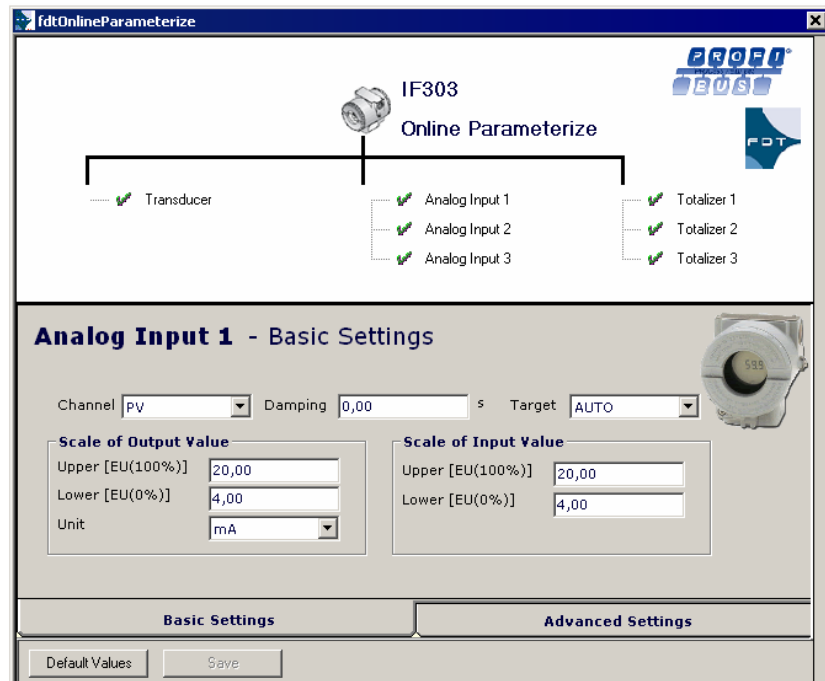 fdtOnlineParameterize
PROFI
BUS
IF303
Online Parameterize
FDT
Transducer
Analog Input 1
Totalizer 1
Analog Input 2
Totalizer 2
Analog Input 3
Totalizer 3
Analog Input 1 - Basic Settings
59.9
Channel PV Damping 0,00 s Target AUTO
Scale of Output Value
Upper [EU(100%)] 20,00
Lower [EU(0%)] 4,00
Unit mA
Scale of Input Value
Upper [EU(100%)] 20,00
Lower [EU(0%)] 4,00
Basic Settings
Advanced Settings
Default Values
Save